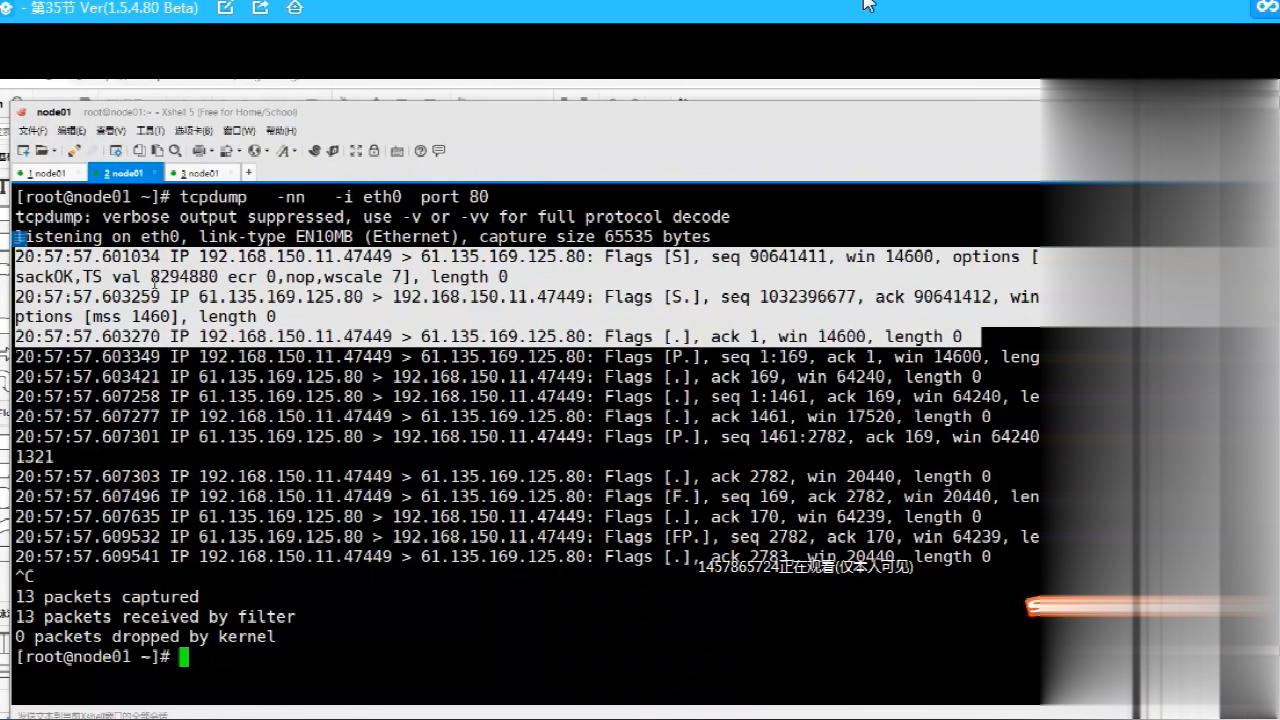 - 第35节 Ver(1.5.4.80 Beta)
node01 root@node01:~ - Xshell 5 (Free for Home/School)
文件(F) 编辑(E) 查看(V) 工具(T) 选项卡(B) 窗口(W) 帮助(H)
1 node01 2 node01 3 node01 +
[root@node01 ~]# tcpdump -nn -i eth0 port 80
tcpdump: verbose output suppressed, use -v or -vv for full protocol decode
listening on eth0, link-type EN10MB (Ethernet), capture size 65535 bytes
20:57:57.601034 IP 192.168.150.11.47449 > 61.135.169.125.80: Flags [S], seq 90641411, win 14600, options [
sackOK,TS val 8294880 ecr 0,nop,wscale 7], length 0
20:57:57.603259 IP 61.135.169.125.80 > 192.168.150.11.47449: Flags [S.], seq 1032396677, ack 90641412, win
ptions [mss 1460], length 0
20:57:57.603270 IP 192.168.150.11.47449 > 61.135.169.125.80: Flags [.], ack 1, win 14600, length 0
20:57:57.603349 IP 192.168.150.11.47449 > 61.135.169.125.80: Flags [P.], seq 1:169, ack 1, win 14600, leng
20:57:57.603421 IP 61.135.169.125.80 > 192.168.150.11.47449: Flags [.], ack 169, win 64240, length 0
20:57:57.607258 IP 61.135.169.125.80 > 192.168.150.11.47449: Flags [.], seq 1:1461, ack 169, win 64240, le
20:57:57.607277 IP 192.168.150.11.47449 > 61.135.169.125.80: Flags [.], ack 1461, win 17520, length 0
20:57:57.607301 IP 61.135.169.125.80 > 192.168.150.11.47449: Flags [P.], seq 1461:2782, ack 169, win 64240
1321
20:57:57.607303 IP 192.168.150.11.47449 > 61.135.169.125.80: Flags [.], ack 2782, win 20440, length 0
20:57:57.607496 IP 192.168.150.11.47449 > 61.135.169.125.80: Flags [F.], seq 169, ack 2782, win 20440, len
20:57:57.607635 IP 61.135.169.125.80 > 192.168.150.11.47449: Flags [.], ack 170, win 64239, length 0
20:57:57.609532 IP 61.135.169.125.80 > 192.168.150.11.47449: Flags [FP.], seq 2782, ack 170, win 64239, le
20:57:57.609541 IP 192.168.150.11.47449 > 61.135.169.125.80: Flags [.], ack 2783, win 20440, length 0
1457865724正在观看(仅本人可见)
^C
13 packets captured
13 packets received by filter
0 packets dropped by kernel
[root@node01 ~]#